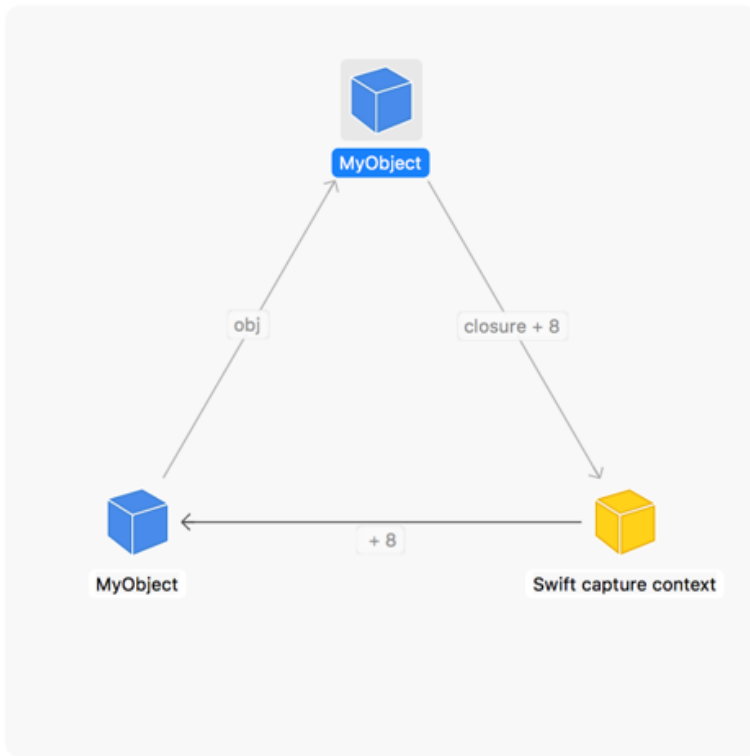 MyObject
obj
closure + 8
+ 8
MyObject
Swift capture context